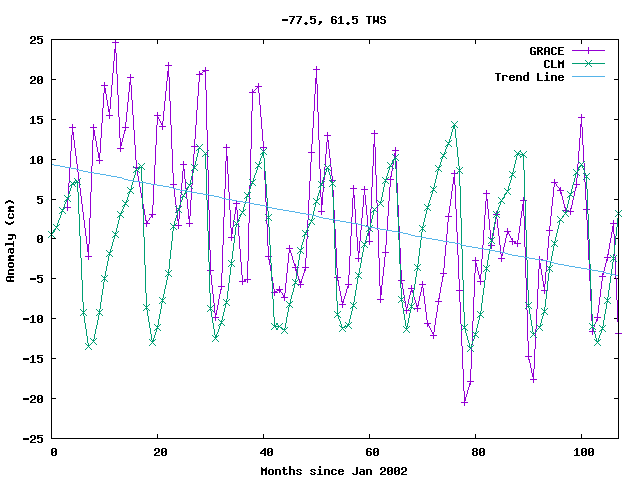 -77.5, 61.5 TWS
25
20
15
10
5
0
-5
-10
-15
-20
-25
Anomaly (cm)
GRACE
CLM
Trend Line
0 20 40 60 80 100
Months since Jan 2002